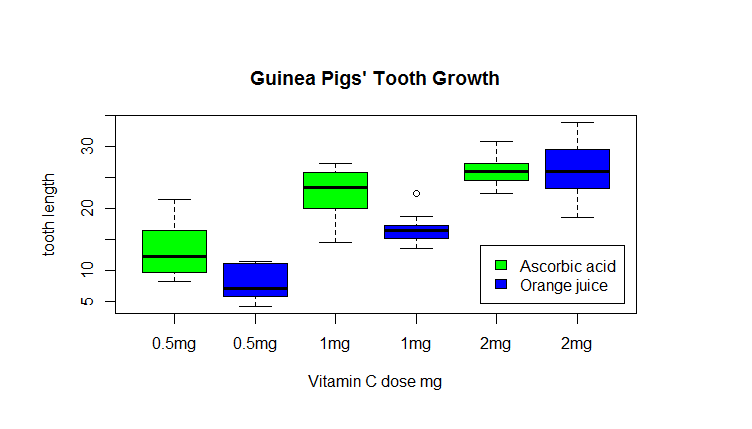 Guinea Pigs' Tooth Growth
tooth length
30
20
10
5
Ascorbic acid
Orange juice
0.5mg 0.5mg 1mg 1mg 2mg 2mg
Vitamin C dose mg